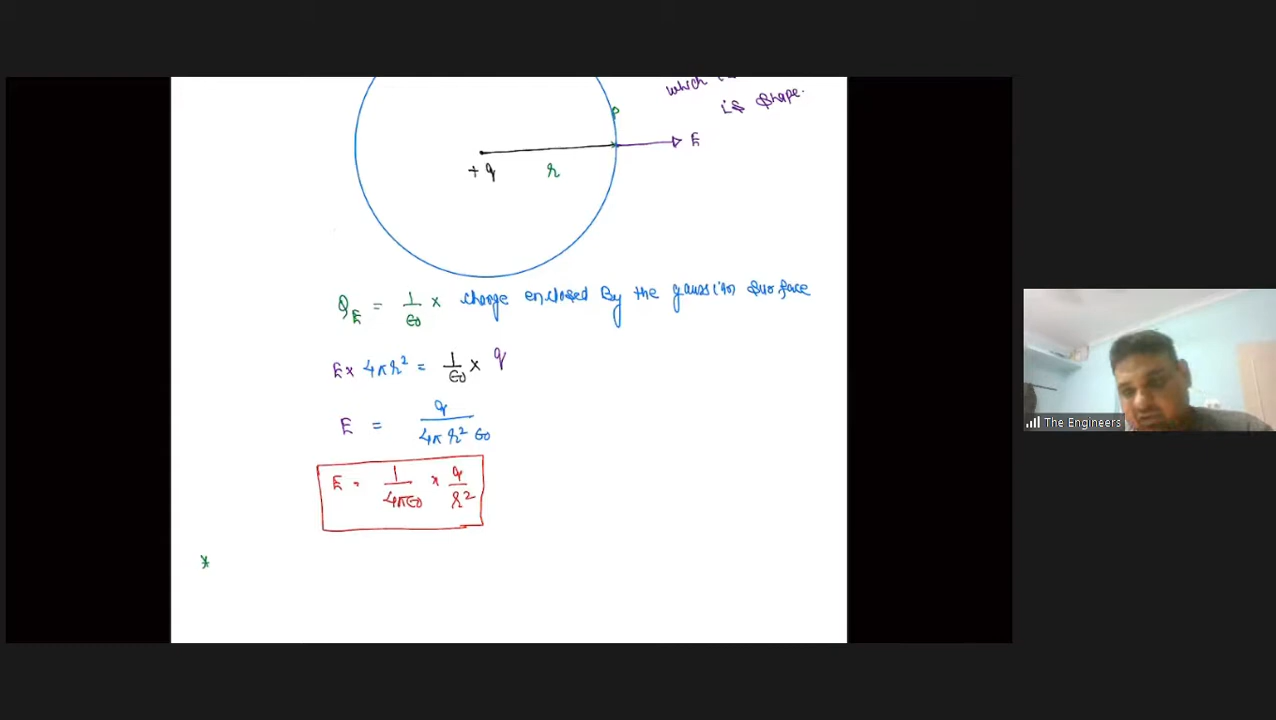 which
is shape.
P
E
+q
r
φE = 1/ε0 × charge enclosed By the gaussian surface
E× 4πr² = 1/ε0 × q
E = q/4πr² ε0
E = 1/4πε0 × q/r²
*
The Engineers